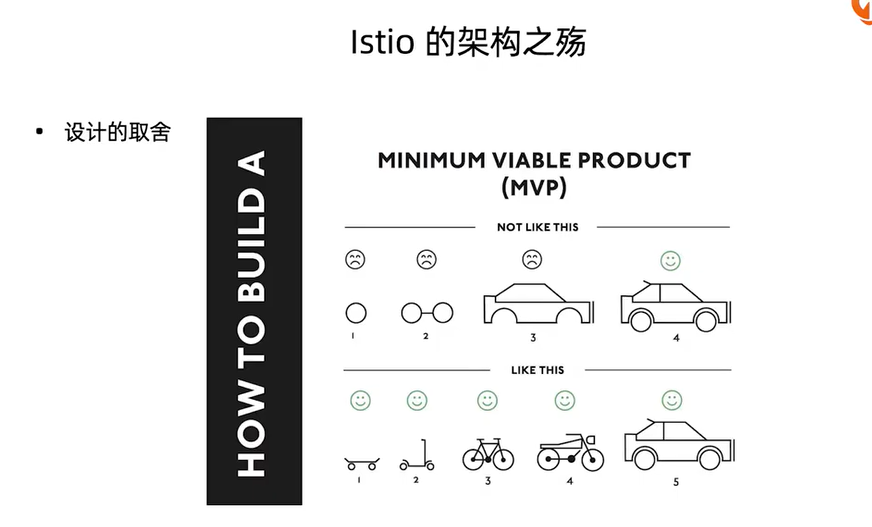 Istio 的架构之殇
• 设计的取舍
HOW TO BUILD A
MINIMUM VIABLE PRODUCT
(MVP)
NOT LIKE THIS
1 2 3 4
LIKE THIS
1 2 3 4 5